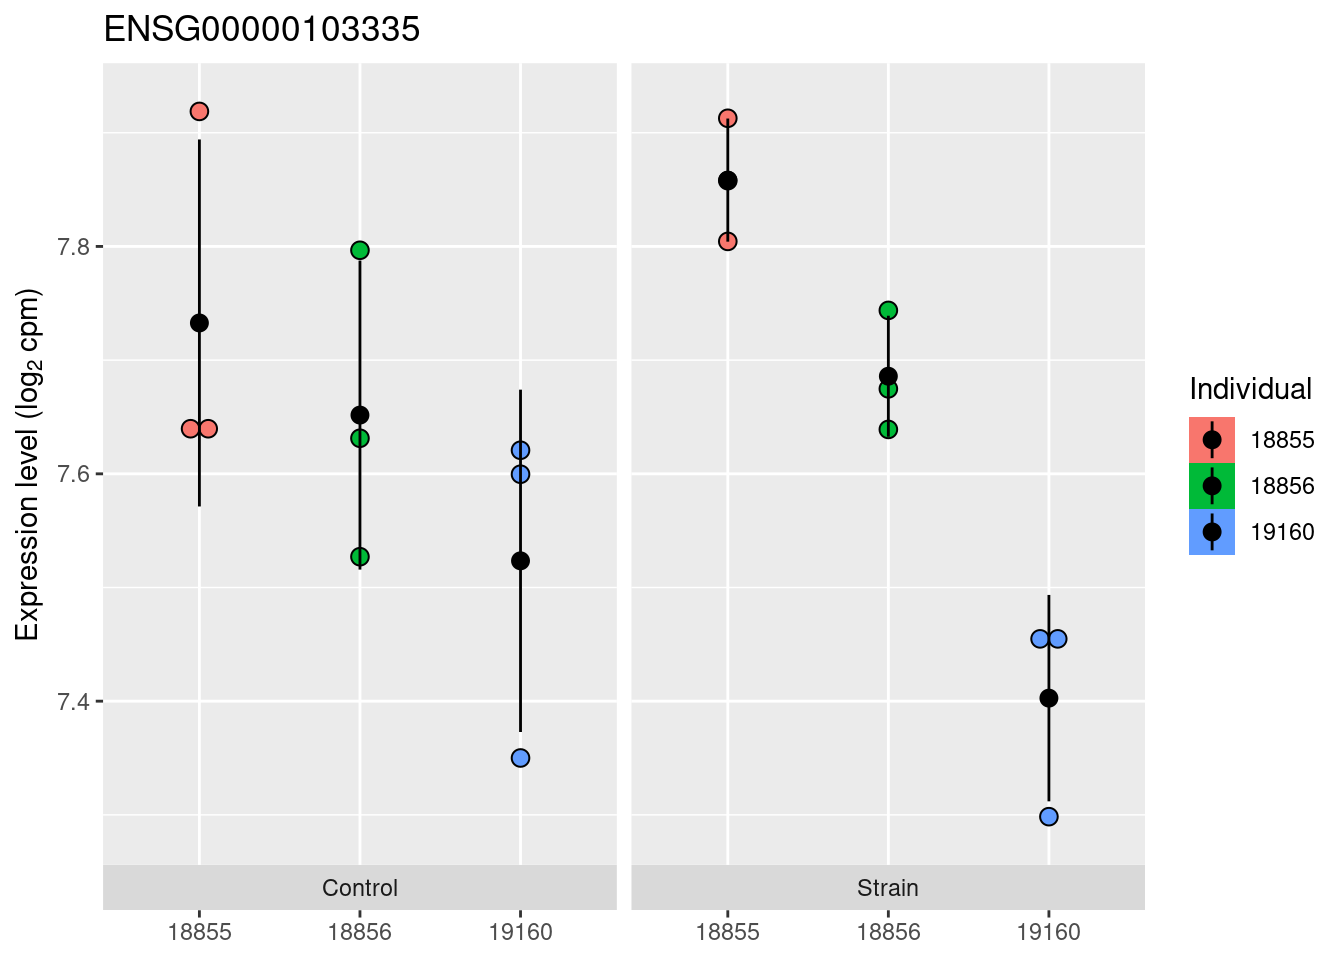 ENSG00000103335
Expression level (log₂ cpm)
7.8
7.6
7.4
Control
Strain
18855
18856
19160
18855
18856
19160
Individual
18855
18856
19160